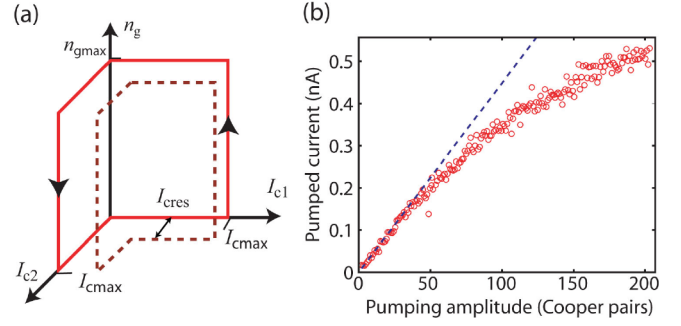 (a)
n_g
n_gmax
I_c1
I_cres
I_cmax
I_c2
I_cmax
(b)
Pumped current (nA)
0.5
0.4
0.3
0.2
0.1
0
0 50 100 150 200
Pumping amplitude (Cooper pairs)